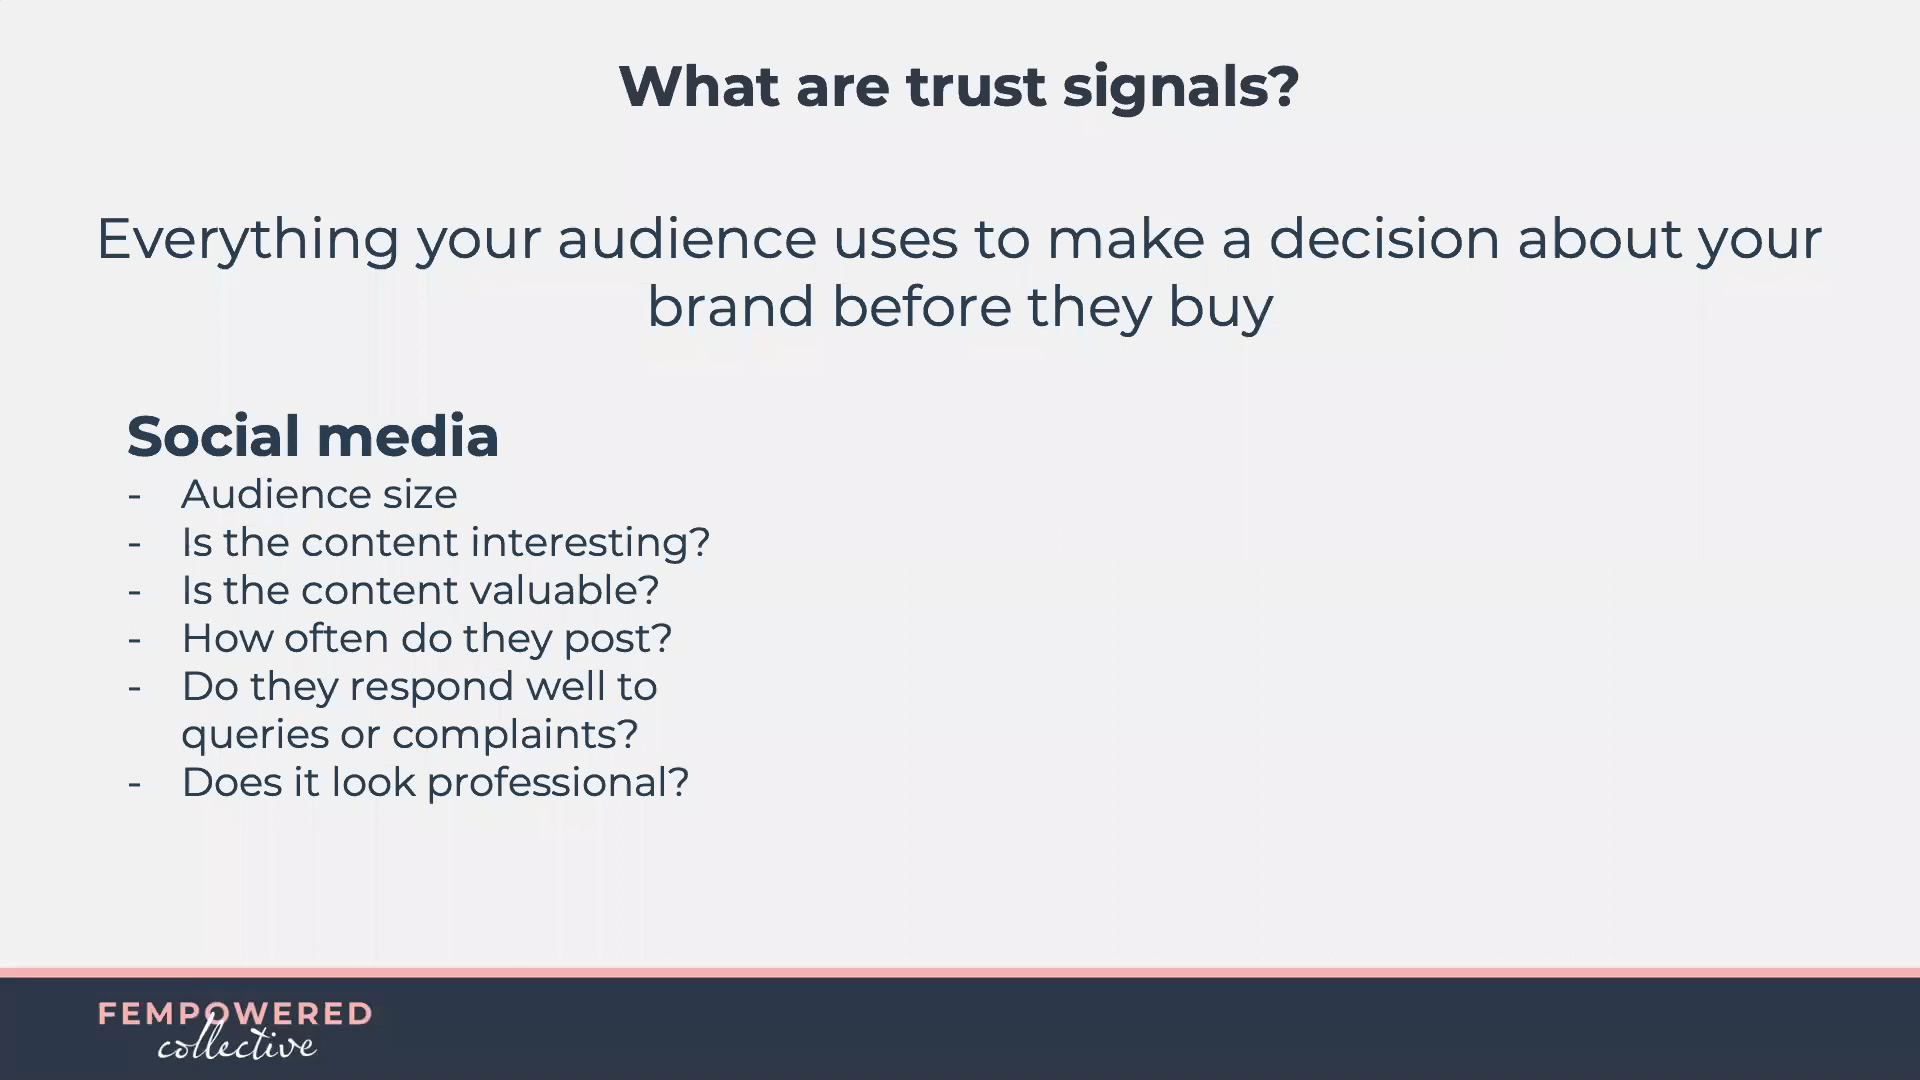 What are trust signals?
Everything your audience uses to make a decision about your
brand before they buy
Social media
- Audience size
- Is the content interesting?
- Is the content valuable?
- How often do they post?
- Do they respond well to
queries or complaints?
- Does it look professional?
FEMPOWERED
collective